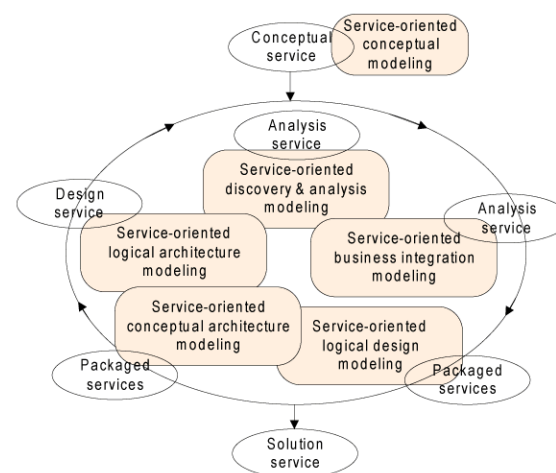 Conceptual
service
Service-oriented
conceptual
modeling
Analysis
service
Service-oriented
discovery & analysis
modeling
Design
service
Analysis
service
Service-oriented
logical architecture
modeling
Service-oriented
business integration
modeling
Service-oriented
conceptual architecture
modeling
Service-oriented
logical design
modeling
Packaged
services
Packaged
services
Solution
service